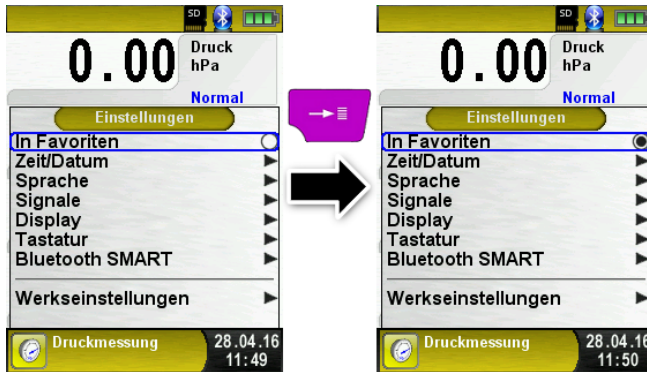 SD
0.00
Druck
hPa
Normal
Einstellungen
In Favoriten
Zeit/Datum
Sprache
Signale
Display
Tastatur
Bluetooth SMART
Werkseinstellungen
Druckmessung
28.04.16
11:49
SD
0.00
Druck
hPa
Normal
Einstellungen
In Favoriten
Zeit/Datum
Sprache
Signale
Display
Tastatur
Bluetooth SMART
Werkseinstellungen
Druckmessung
28.04.16
11:50